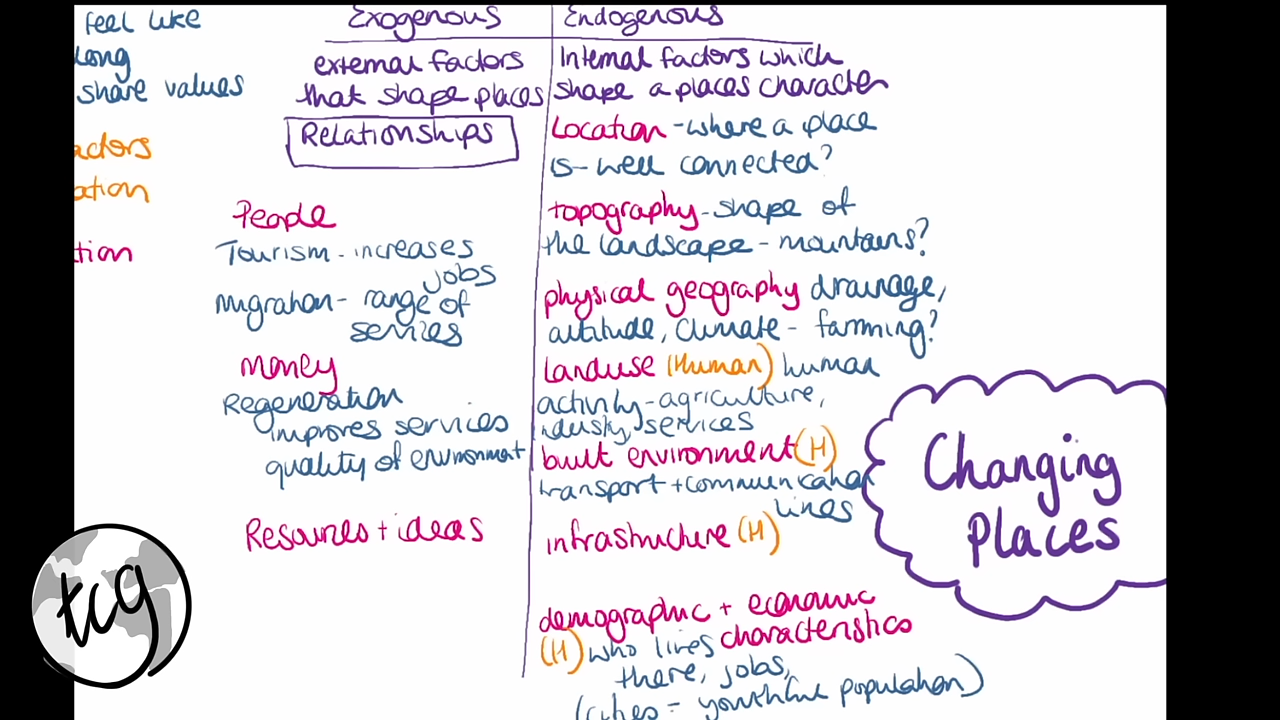 feel like
long
share values
actors
ation
tion
Exogenous
external factors
that shape places
Relationships
People
Tourism - increases
jobs
Migration - range of
services
Money
Regeneration
improves services
quality of environment
Resources + ideas
Endogenous
Internal factors which
shape a places character
Location - where a place
is - well connected?
topography - shape of
the landscape - mountains?
physical geography drainage,
altitude, climate - farming?
landuse (Human) human
activity - agriculture,
industry, services
built environment (H)
transport + communication
lines
infrastructure (H)
demographic + economic
characteristics
(H) who lives
there, jobs,
(cities = youthful population)
Changing
Places
tcg